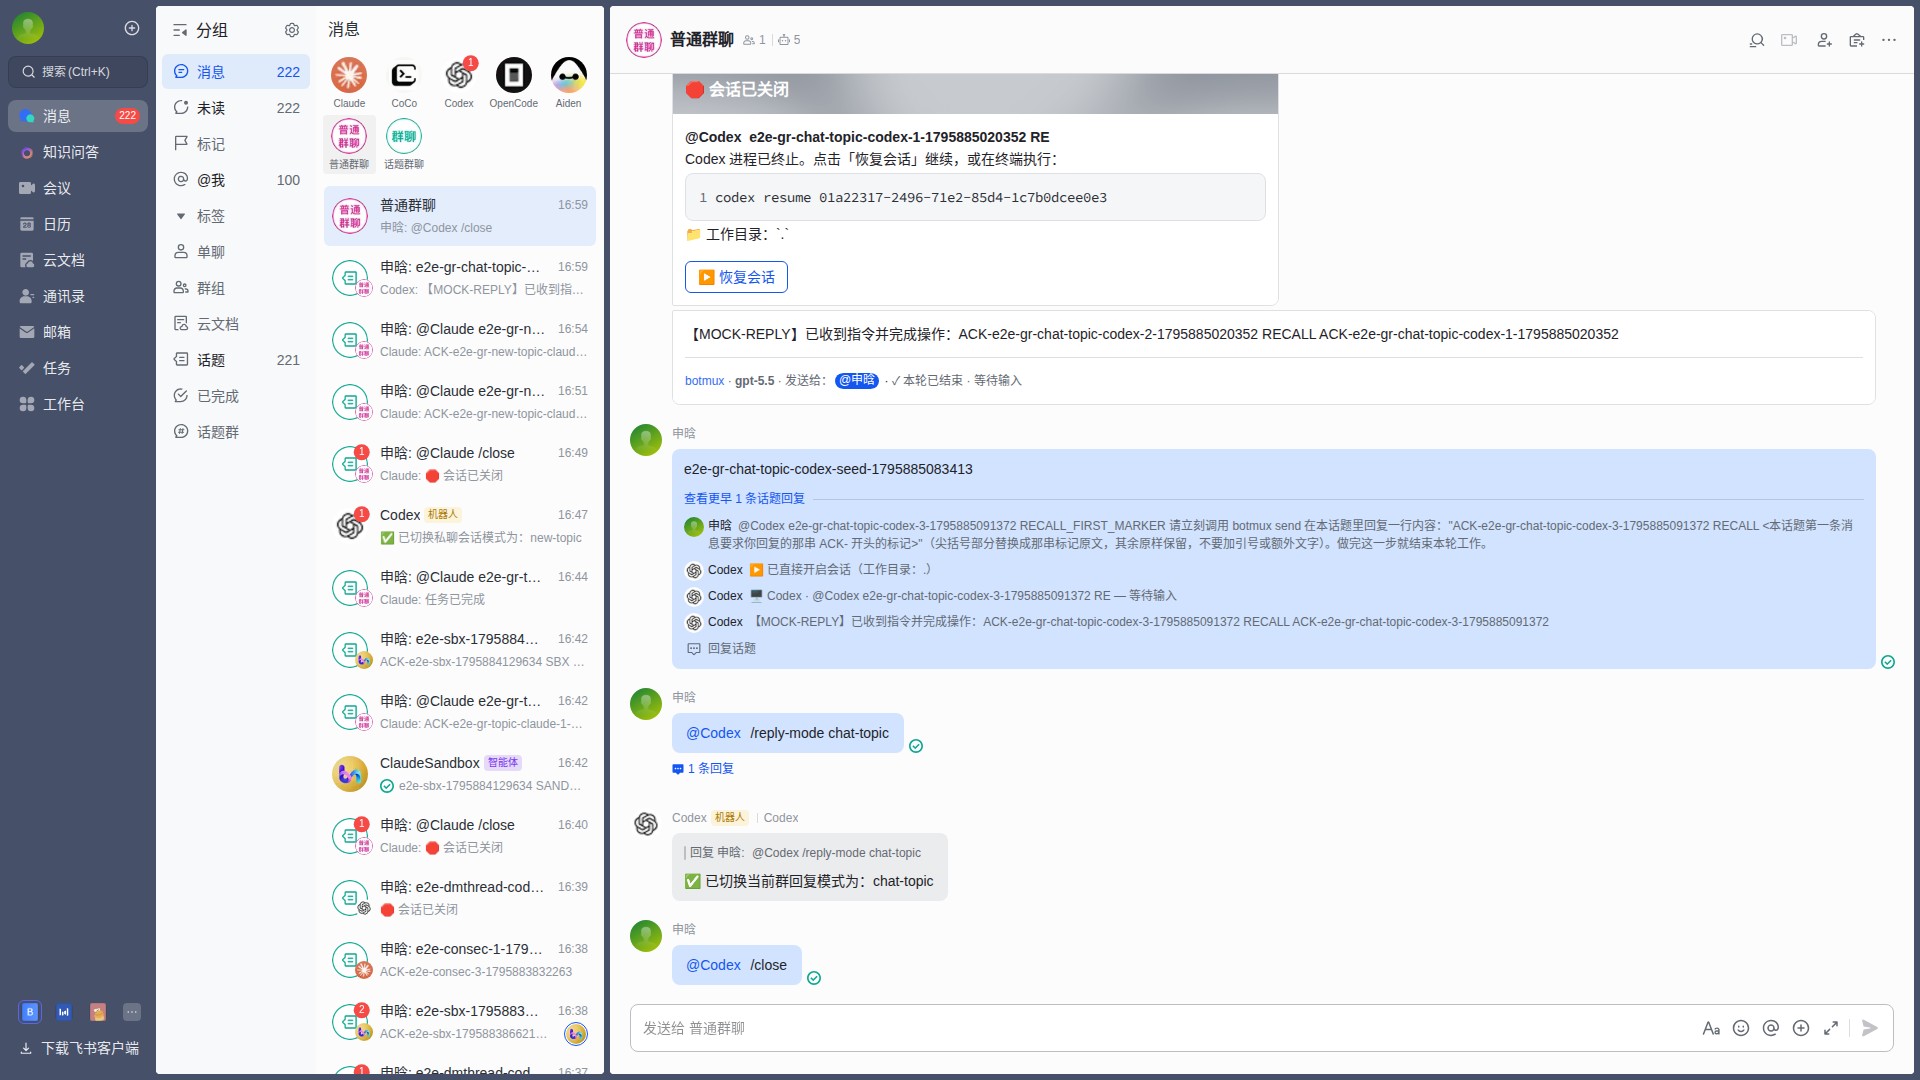 搜索 (Ctrl+K)
消息
222
知识问答
会议
日历
云文档
通讯录
邮箱
任务
工作台
下载飞书客户端
分组
消息 222
未读 222
标记
@我 100
标签
单聊
群组
云文档
话题 221
已完成
话题群
消息
Claude
CoCo
1
Codex
OpenCode
Aiden
普通群聊
普通群聊
群聊
话题群聊
普通群聊
普通群聊 16:59
申晗: @Codex /close
申晗: e2e-gr-chat-topic-... 16:59
Codex: 【MOCK-REPLY】已收到指...
申晗: @Claude e2e-gr-n... 16:54
Claude: ACK-e2e-gr-new-topic-claud...
申晗: @Claude e2e-gr-n... 16:51
Claude: ACK-e2e-gr-new-topic-claud...
1
申晗: @Claude /close 16:49
Claude: 会话已关闭
1
Codex 机器人 16:47
已切换私聊会话模式为：new-topic
申晗: @Claude e2e-gr-t... 16:44
Claude: 任务已完成
申晗: e2e-sbx-1795884... 16:42
ACK-e2e-sbx-1795884129634 SBX ...
申晗: @Claude e2e-gr-t... 16:42
Claude: ACK-e2e-gr-topic-claude-1-...
ClaudeSandbox 智能体 16:42
e2e-sbx-1795884129634 SAND...
1
申晗: @Claude /close 16:40
Claude: 会话已关闭
申晗: e2e-dmthread-cod... 16:39
会话已关闭
申晗: e2e-consec-1-179... 16:38
ACK-e2e-consec-3-1795883832263
2
申晗: e2e-sbx-1795883... 16:38
ACK-e2e-sbx-179588386621...
1
申晗: e2e-dmthread-cod... 16:37
普通群聊
普通群聊 1 5
会话已关闭
@Codex e2e-gr-chat-topic-codex-1-1795885020352 RE
Codex 进程已终止。点击「恢复会话」继续，或在终端执行：
1 codex resume 01a22317-2496-71e2-85d4-1c7b0dcee0e3
工作目录：`.`
恢复会话
【MOCK-REPLY】已收到指令并完成操作：ACK-e2e-gr-chat-topic-codex-2-1795885020352 RECALL ACK-e2e-gr-chat-topic-codex-1-1795885020352
botmux · gpt-5.5 · 发送给：@申晗 · ✓ 本轮已结束 · 等待输入
申晗
e2e-gr-chat-topic-codex-seed-1795885083413
查看更早 1 条话题回复
申晗 @Codex e2e-gr-chat-topic-codex-3-1795885091372 RECALL_FIRST_MARKER 请立刻调用 botmux send 在本话题里回复一行内容："ACK-e2e-gr-chat-topic-codex-3-1795885091372 RECALL <本话题第一条消
息要求你回复的那串 ACK- 开头的标记>"（尖括号部分替换成那串标记原文，其余原样保留，不要加引号或额外文字）。做完这一步就结束本轮工作。
Codex 已直接开启会话（工作目录：.）
Codex Codex · @Codex e2e-gr-chat-topic-codex-3-1795885091372 RE — 等待输入
Codex 【MOCK-REPLY】已收到指令并完成操作：ACK-e2e-gr-chat-topic-codex-3-1795885091372 RECALL ACK-e2e-gr-chat-topic-codex-3-1795885091372
回复话题
申晗
@Codex /reply-mode chat-topic
1 条回复
Codex 机器人 Codex
回复 申晗：@Codex /reply-mode chat-topic
已切换当前群回复模式为：chat-topic
申晗
@Codex /close
发送给 普通群聊